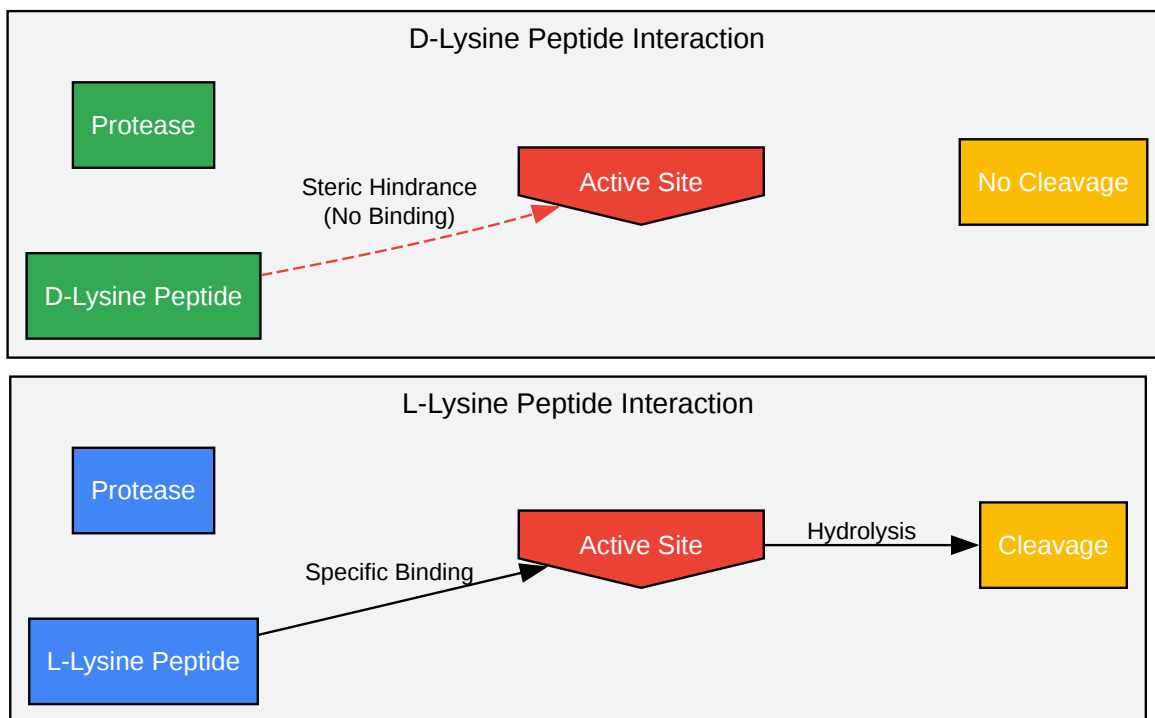 D-Lysine Peptide Interaction
Protease
Steric Hindrance
(No Binding)
Active Site
No Cleavage
D-Lysine Peptide
L-Lysine Peptide Interaction
Protease
Specific Binding
Active Site
Hydrolysis
Cleavage
L-Lysine Peptide